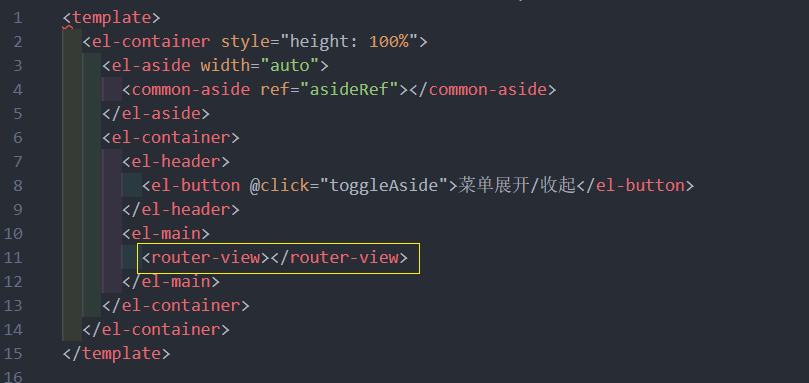 1 <template>
2 <el-container style="height: 100%">
3 <el-aside width="auto">
4 <common-aside ref="asideRef"></common-aside>
5 </el-aside>
6 <el-container>
7 <el-header>
8 <el-button @click="toggleAside">菜单展开/收起</el-button>
9 </el-header>
10 <el-main>
11 <router-view></router-view>
12 </el-main>
13 </el-container>
14 </el-container>
15 </template>
16